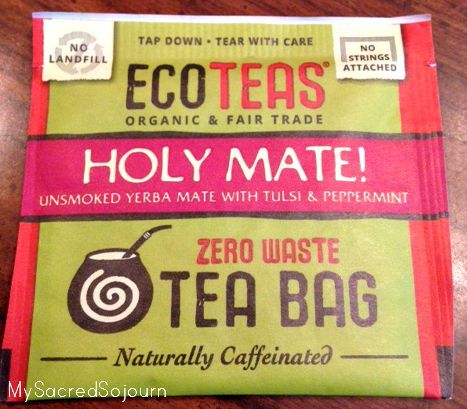 TAP DOWN • TEAR WITH CARE
NO
LANDFILL
NO
STRINGS
ATTACHED
ECOTEAS®
ORGANIC & FAIR TRADE
HOLY MATE!
UNSMOKED YERBA MATE WITH TULSI & PEPPERMINT
ZERO WASTE
TEA BAG
Naturally Caffeinated
MySacredSojourn